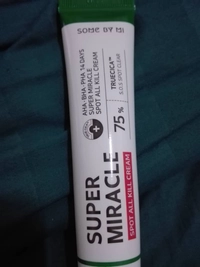 SOME BY MI
AHA·BHA·PHA 14 DAYS
SUPER MIRACLE
SPOT ALL KILL CREAM
TRUECICA™
S.O.S SPOT CLEAR
75 %
SUPER
MIRACLE
SPOT ALL KILL CREAM